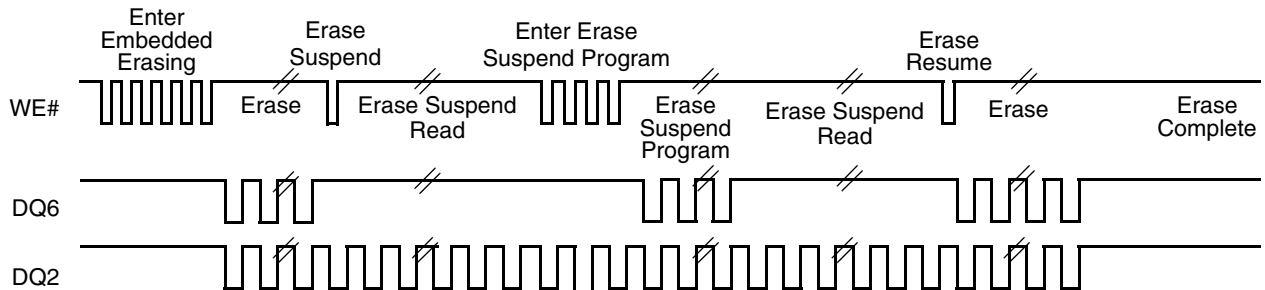 Enter
Embedded
Erasing
Erase
Suspend
Enter Erase
Suspend Program
Erase
Resume
WE#
Erase
Erase Suspend
Read
Erase
Suspend
Program
Erase Suspend
Read
Erase
Erase
Complete
DQ6
DQ2